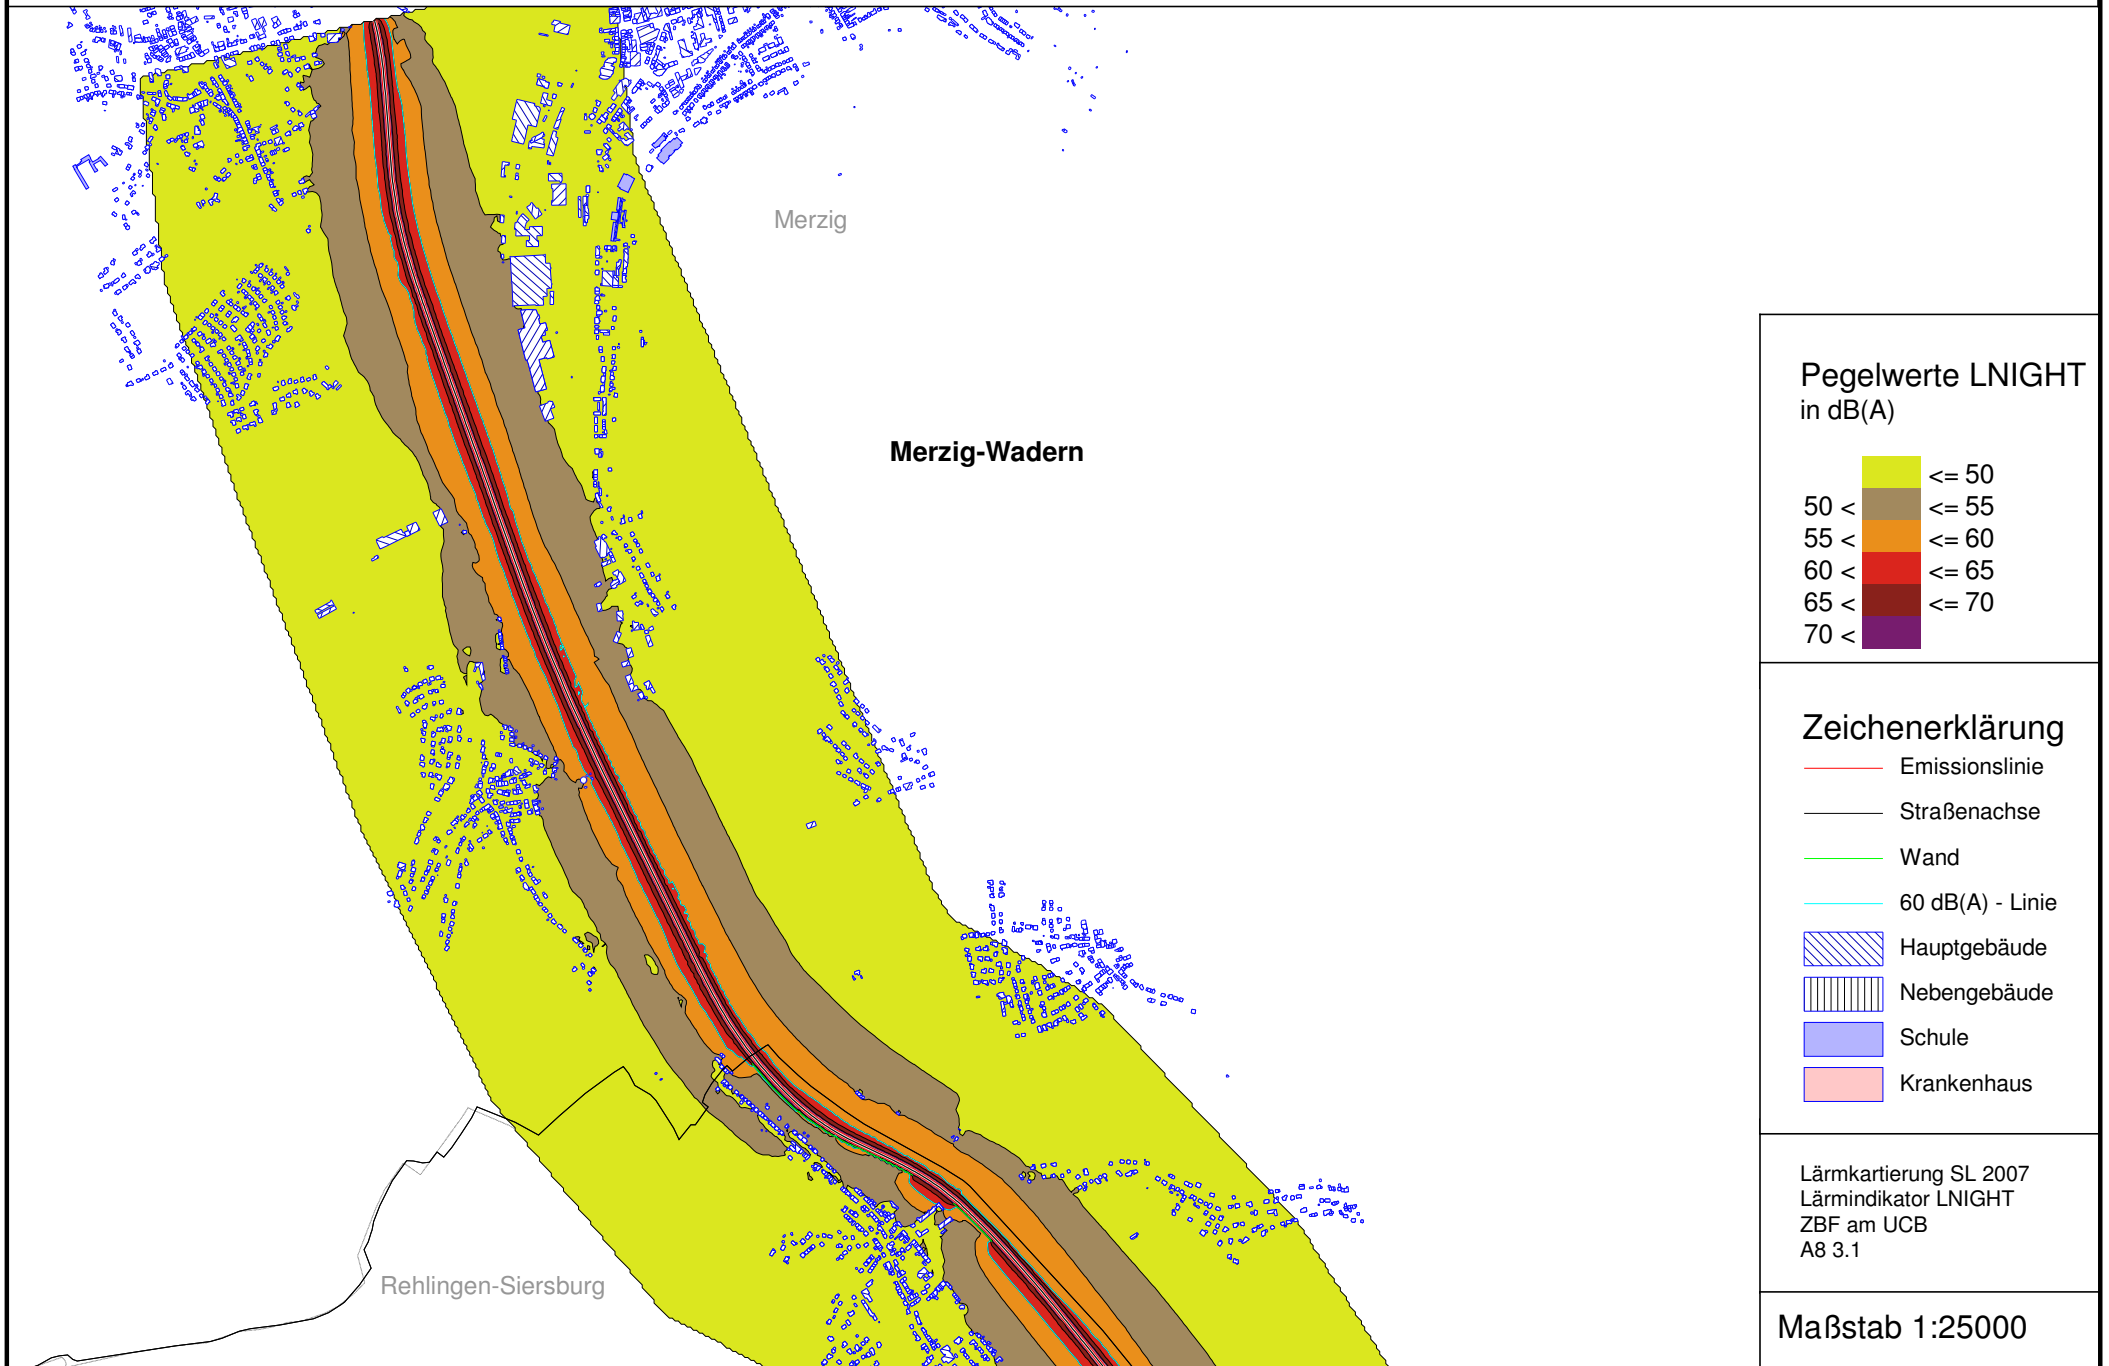 Merzig
Merzig-Wadern
Rehlingen-Siersburg
Pegelwerte LNIGHT
in dB(A)
<= 50
50 < <= 55
55 < <= 60
60 < <= 65
65 < <= 70
70 <
Zeichenerklärung
Emissionslinie
Straßenachse
Wand
60 dB(A) - Linie
Hauptgebäude
Nebengebäude
Schule
Krankenhaus
Lärmkartierung SL 2007
Lärmindikator LNIGHT
ZBF am UCB
A8 3.1
Maßstab 1:25000